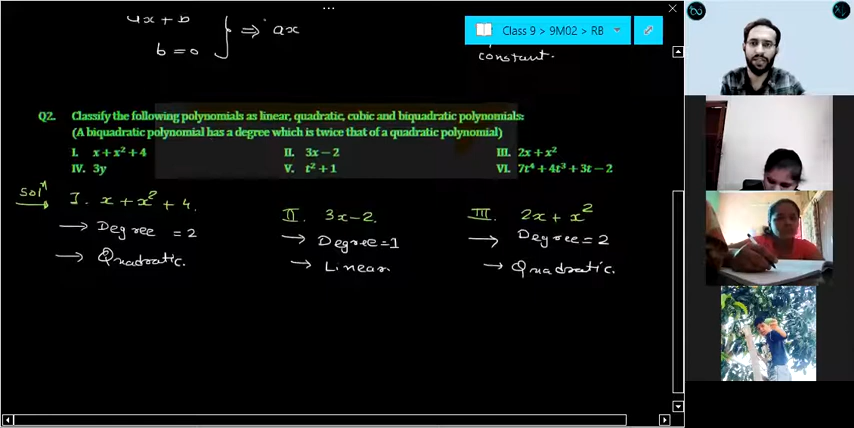 4x + b
b = 0
⇒ ax
Class 9 > 9M02 > RB
constant.
Q2. Classify the following polynomials as linear, quadratic, cubic and biquadratic polynomials:
(A biquadratic polynomial has a degree which is twice that of a quadratic polynomial)
I. x + x² + 4 II. 3x − 2 III. 2x + x²
IV. 3y V. t² + 1 VI. 7t⁴ + 4t³ + 3t − 2
Solⁿ I. x + x² + 4. II. 3x − 2. III. 2x + x²
→ Degree = 2 → Degree = 1 → Degree = 2
→ Quadratic. → Linear. → Quadratic.